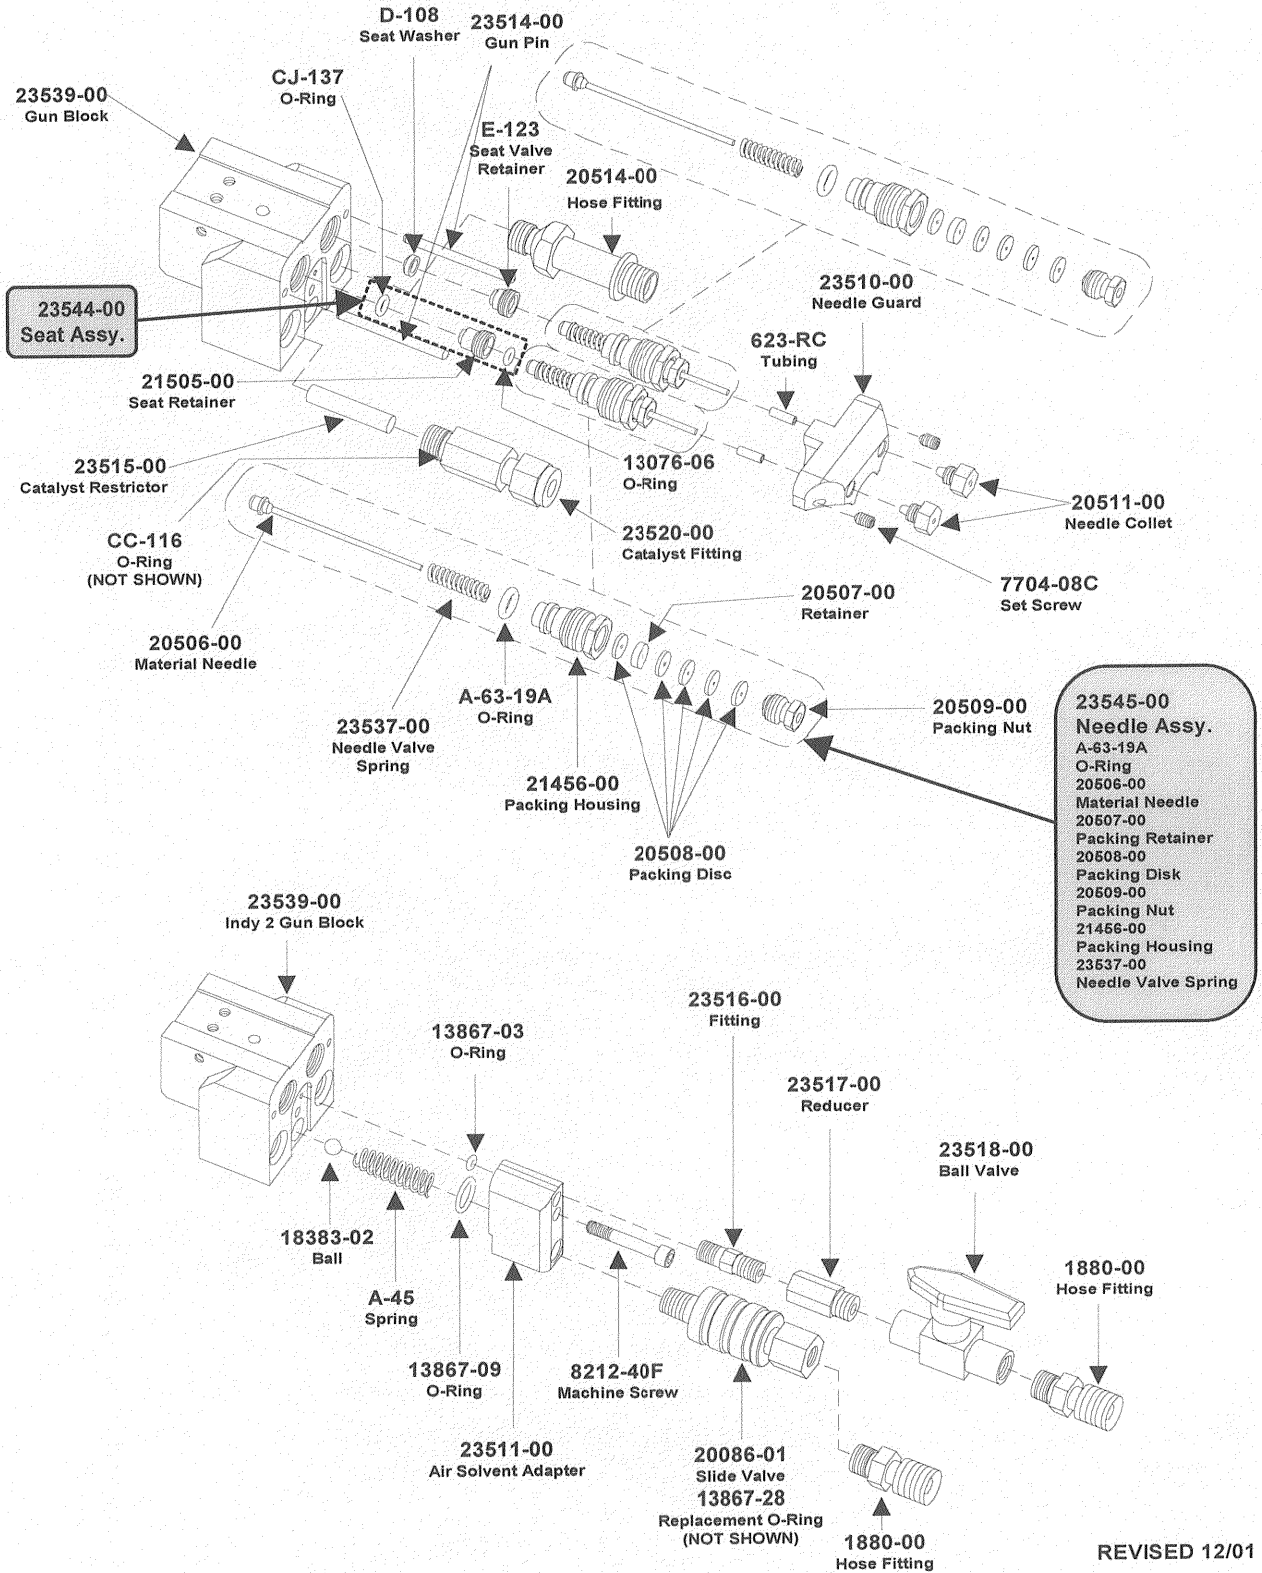 D-108
Seat Washer
23514-00
Gun Pin
CJ-137
O-Ring
23539-00
Gun Block
E-123
Seat Valve
Retainer
20514-00
Hose Fitting
23510-00
Needle Guard
23544-00
Seat Assy.
623-RC
Tubing
21505-00
Seat Retainer
23515-00
Catalyst Restrictor
13076-06
O-Ring
20511-00
Needle Collet
CC-116
O-Ring
(NOT SHOWN)
23520-00
Catalyst Fitting
7704-08C
Set Screw
20507-00
Retainer
20506-00
Material Needle
A-63-19A
O-Ring
23537-00
Needle Valve
Spring
20509-00
Packing Nut
21456-00
Packing Housing
20508-00
Packing Disc
23545-00
Needle Assy.
A-63-19A
O-Ring
20506-00
Material Needle
20507-00
Packing Retainer
20508-00
Packing Disk
20509-00
Packing Nut
21456-00
Packing Housing
23537-00
Needle Valve Spring
23539-00
Indy 2 Gun Block
13867-03
O-Ring
23516-00
Fitting
23517-00
Reducer
23518-00
Ball Valve
18383-02
Ball
A-45
Spring
1880-00
Hose Fitting
13867-09
O-Ring
8212-40F
Machine Screw
23511-00
Air Solvent Adapter
20086-01
Slide Valve
13867-28
Replacement O-Ring
(NOT SHOWN)
1880-00
Hose Fitting
REVISED 12/01